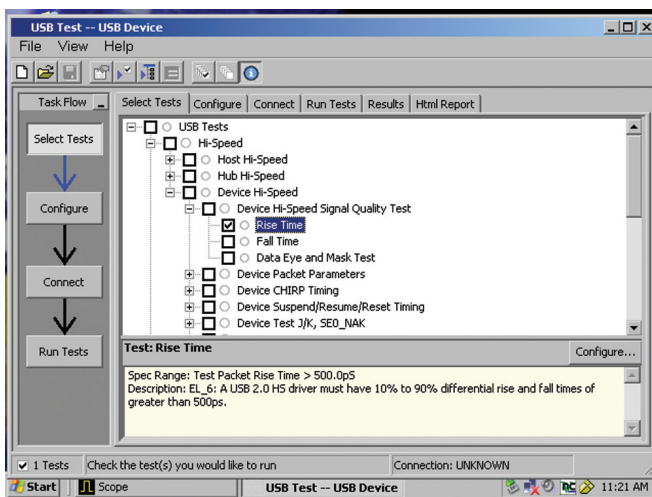 USB Test -- USB Device
File View Help
Task Flow
Select Tests
Configure
Connect
Run Tests
Select Tests Configure Connect Run Tests Results Html Report
USB Tests
Hi-Speed
Host Hi-Speed
Hub Hi-Speed
Device Hi-Speed
Device Hi-Speed Signal Quality Test
Rise Time
Fall Time
Data Eye and Mask Test
Device Packet Parameters
Device CHIRP Timing
Device Suspend/Resume/Reset Timing
Device Test J/K, SE0_NAK
Test: Rise Time
Configure...
Spec Range: Test Packet Rise Time > 500.0pS
Description: EL_6: A USB 2.0 HS driver must have 10% to 90% differential rise and fall times of
greater than 500ps.
1 Tests Check the test(s) you would like to run Connection: UNKNOWN
Start Scope USB Test -- USB Device 11:21 AM